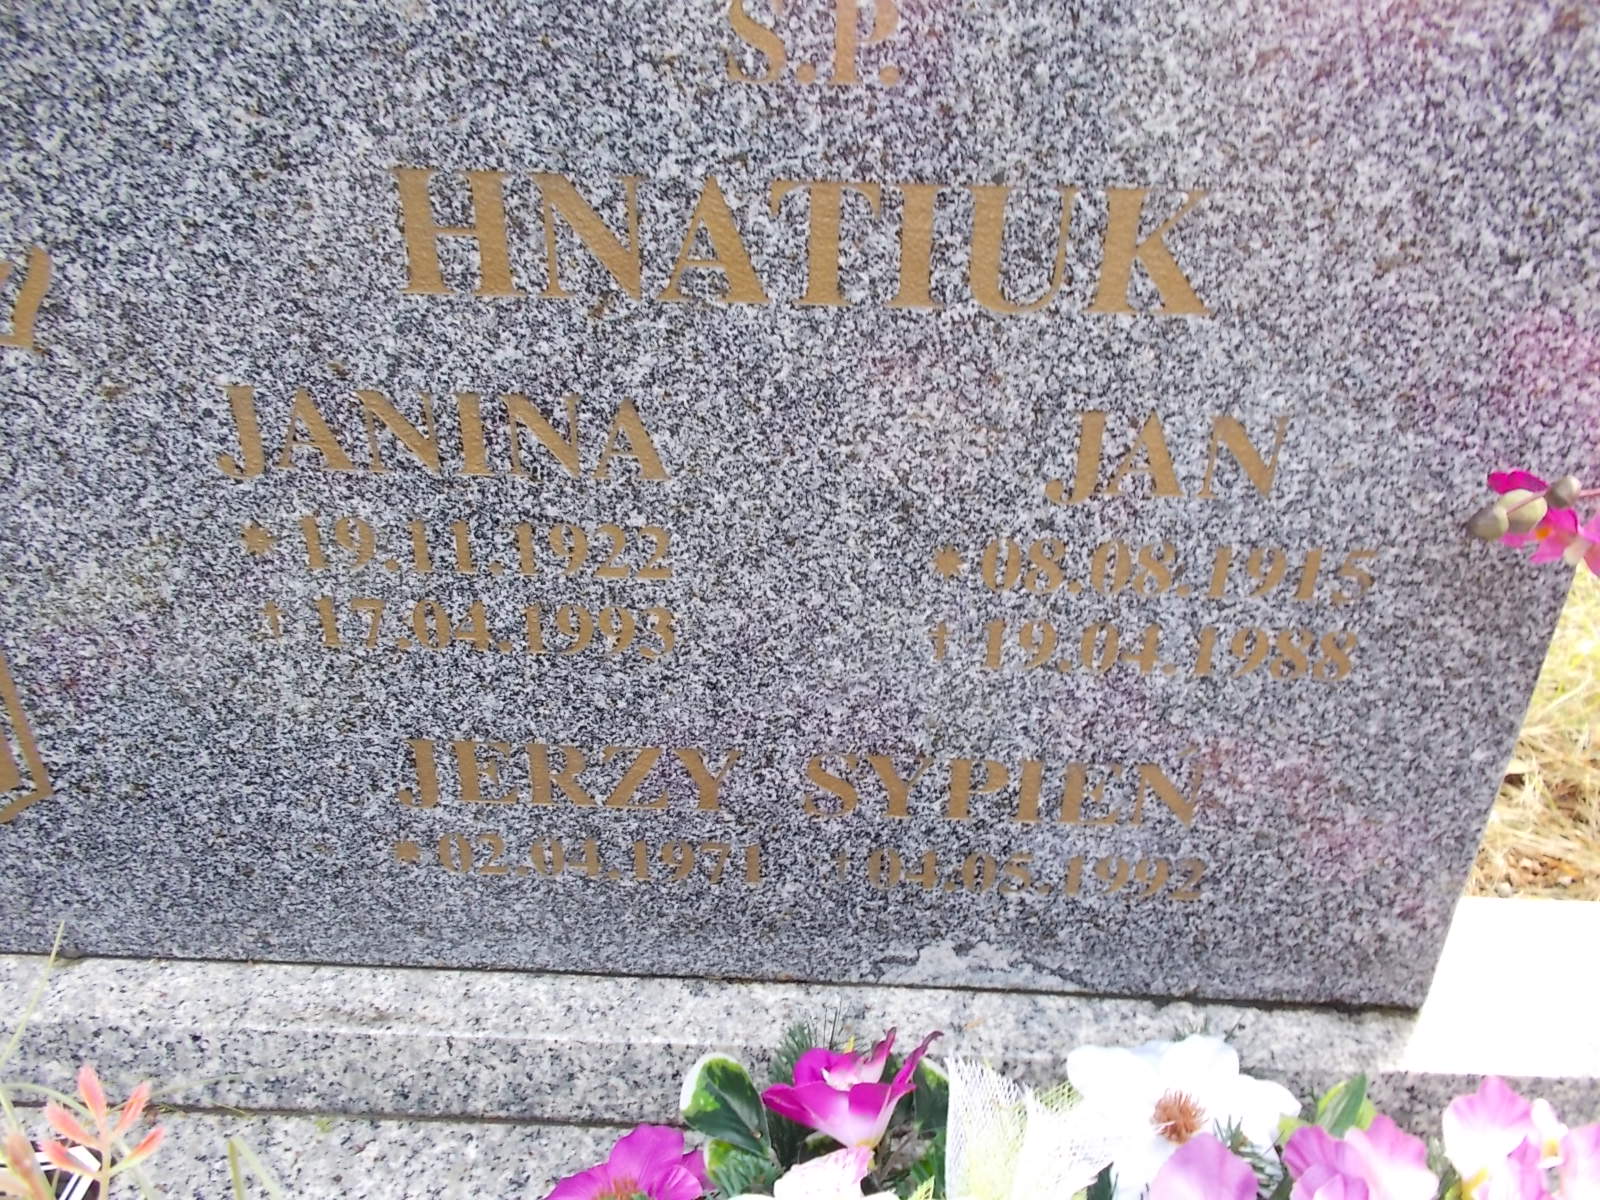 Ś.P.
HNATIUK
JANINA JAN
* 19.11.1922 * 08.08.1915
† 17.04.1993 † 19.04.1988
JERZY SYPIEŃ
* 02.04.1971 † 04.05.1992